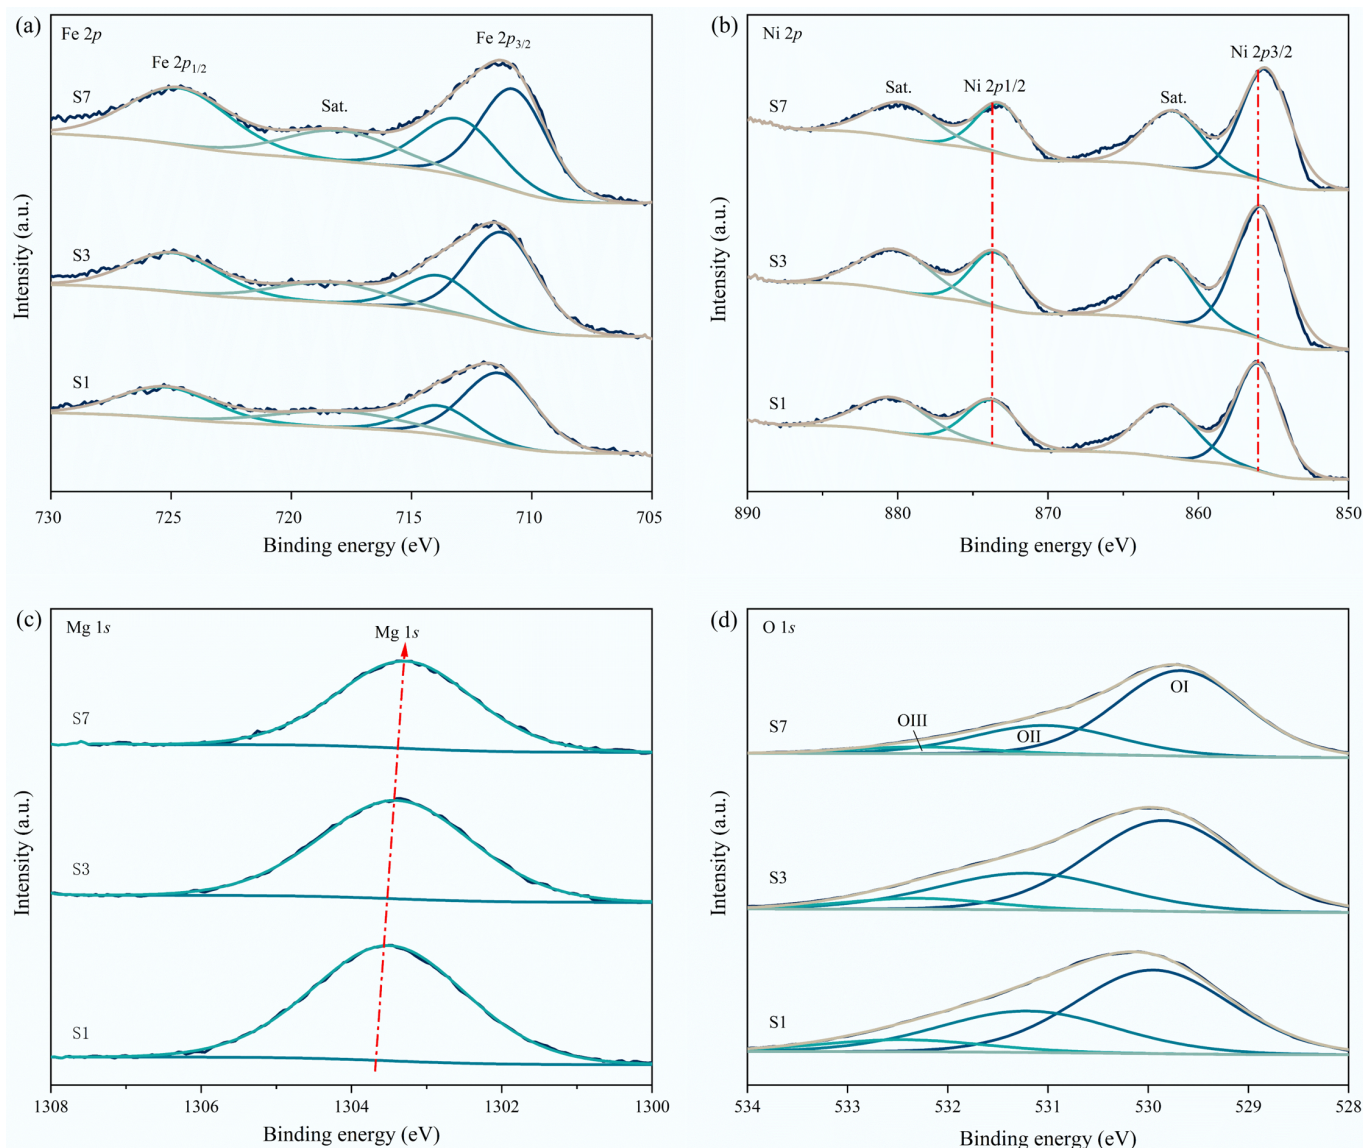 (a)
Fe 2p
Fe 2p1/2
Fe 2p3/2
Sat.
S7
S3
S1
Intensity (a.u.)
730 725 720 715 710 705
Binding energy (eV)
(b)
Ni 2p
Ni 2p3/2
Sat.
Ni 2p1/2
Sat.
S7
S3
S1
Intensity (a.u.)
890 880 870 860 850
Binding energy (eV)
(c)
Mg 1s
Mg 1s
S7
S3
S1
Intensity (a.u.)
1308 1306 1304 1302 1300
Binding energy (eV)
(d)
O 1s
OI
OIII
OII
S7
S3
S1
Intensity (a.u.)
534 533 532 531 530 529 528
Binding energy (eV)